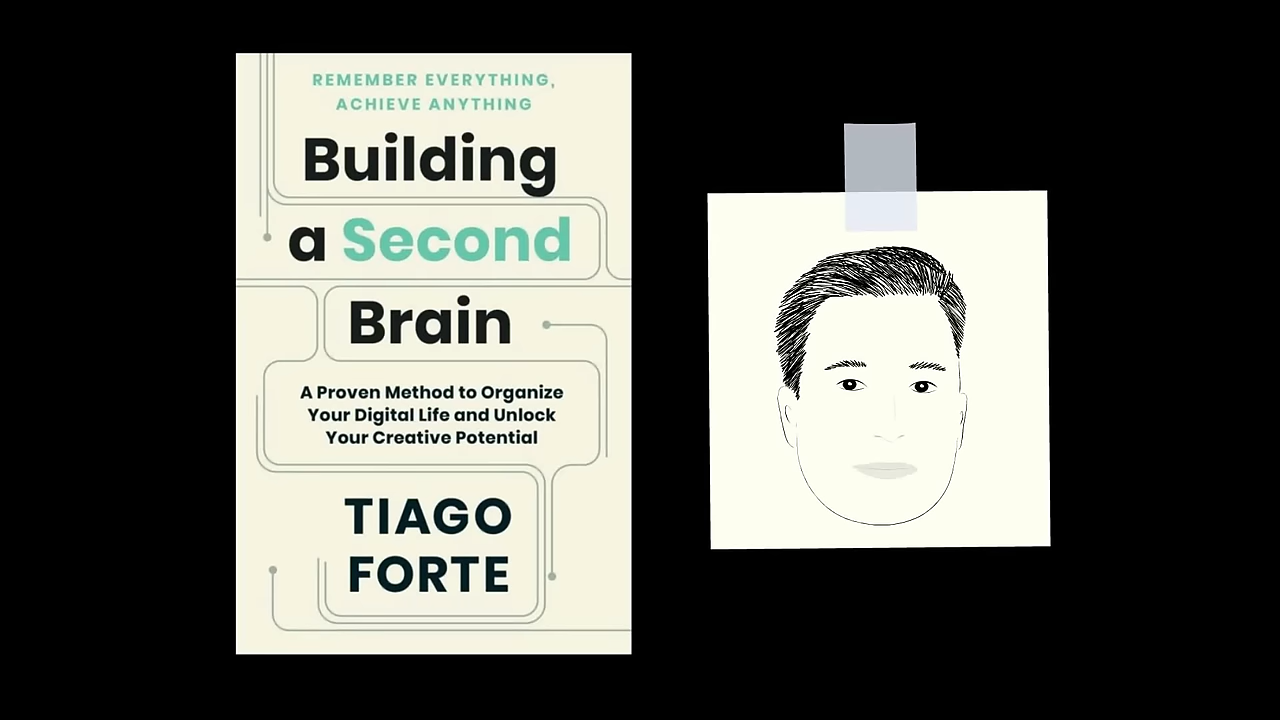 REMEMBER EVERYTHING,
ACHIEVE ANYTHING
Building
a Second
Brain
A Proven Method to Organize
Your Digital Life and Unlock
Your Creative Potential
TIAGO
FORTE